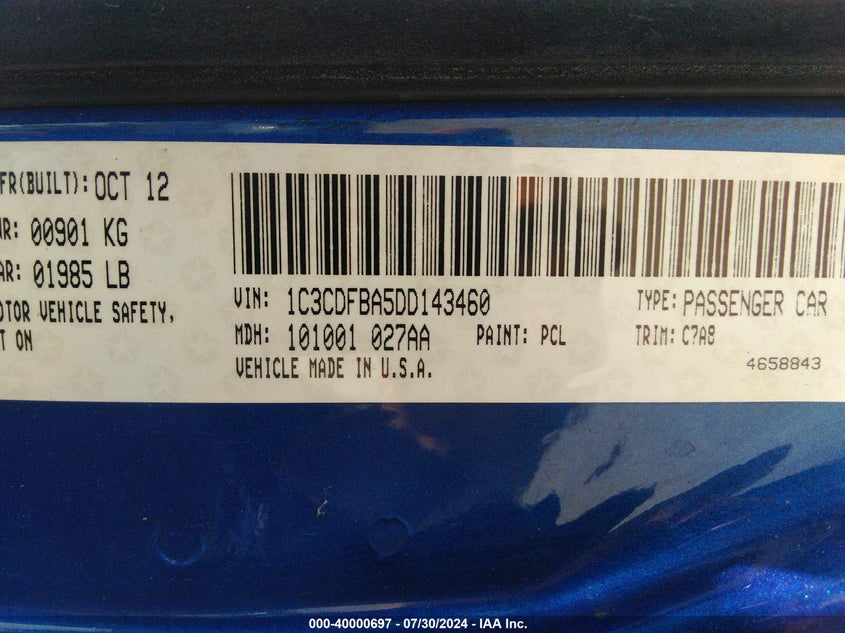 FR(BUILT): OCT 12
R: 00901 KG
AR: 01985 LB
OTOR VEHICLE SAFETY,
T ON
VIN: 1C3CDFBA5DD143460 TYPE: PASSENGER CAR
MDH: 101001 027AA PAINT: PCL TRIM: C7A8
VEHICLE MADE IN U.S.A. 4658843
000-40000697 - 07/30/2024 - IAA Inc.